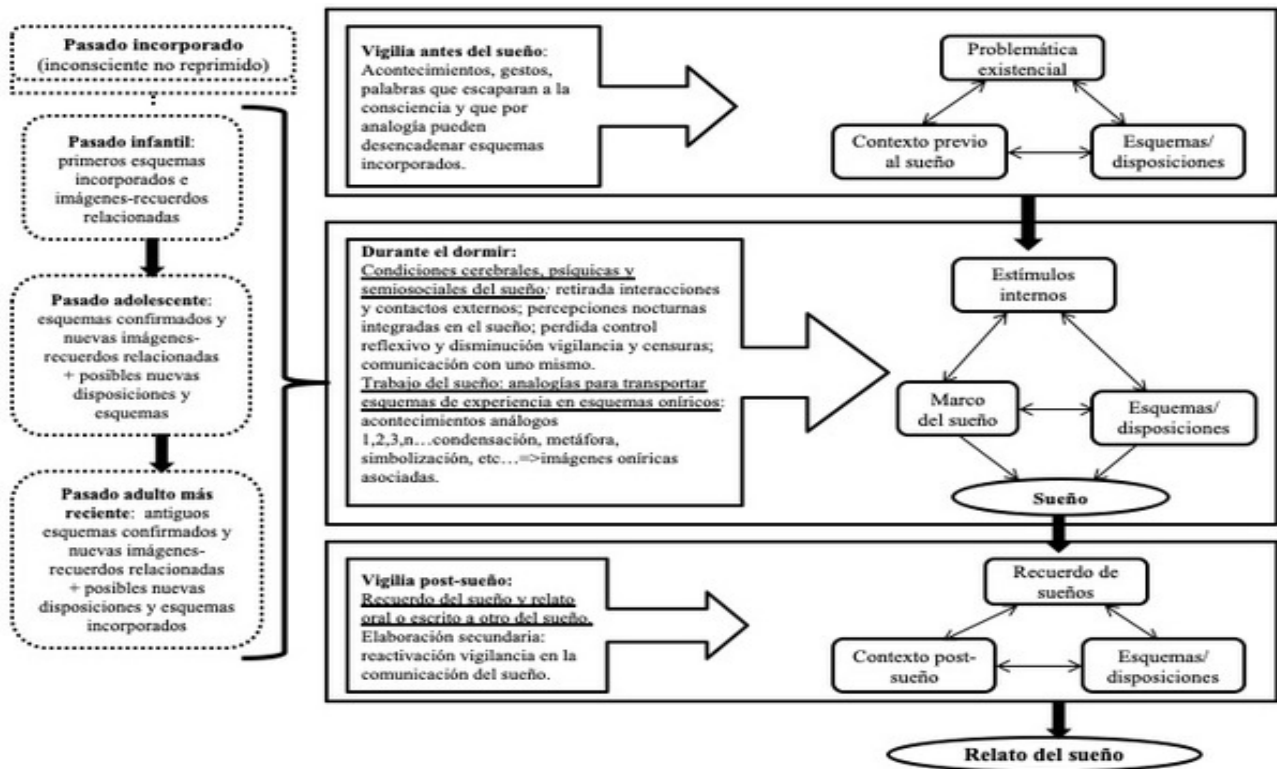 Pasado incorporado
(inconsciente no reprimido)
Pasado infantil:
primeros esquemas
incorporados e
imágenes-recuerdos
relacionadas
Pasado adolescente:
esquemas confirmados y
nuevas imágenes-
recuerdos relacionadas
+ posibles nuevas
disposiciones y
esquemas
Pasado adulto más
reciente: antiguos
esquemas confirmados y
nuevas imágenes-
recuerdos relacionadas
+ posibles nuevas
disposiciones y esquemas
incorporados
Vigilia antes del sueño:
Acontecimientos, gestos,
palabras que escaparan a la
consciencia y que por
analogía pueden
desencadenar esquemas
incorporados.
Problemática
existencial
Contexto previo
al sueño
Esquemas/
disposiciones
Durante el dormir:
Condiciones cerebrales, psíquicas y
semiosociales del sueño: retirada interacciones
y contactos externos; percepciones nocturnas
integradas en el sueño; perdida control
reflexivo y disminución vigilancia y censuras;
comunicación con uno mismo.
Trabajo del sueño: analogías para transportar
esquemas de experiencia en esquemas oníricos:
acontecimientos análogos
1,2,3,n…condensación, metáfora,
simbolización, etc…=>imágenes oníricas
asociadas.
Estímulos
internos
Marco
del sueño
Esquemas/
disposiciones
Sueño
Vigilia post-sueño:
Recuerdo del sueño y relato
oral o escrito a otro del sueño.
Elaboración secundaria:
reactivación vigilancia en la
comunicación del sueño.
Recuerdo de
sueños
Contexto post-
sueño
Esquemas/
disposiciones
Relato del sueño